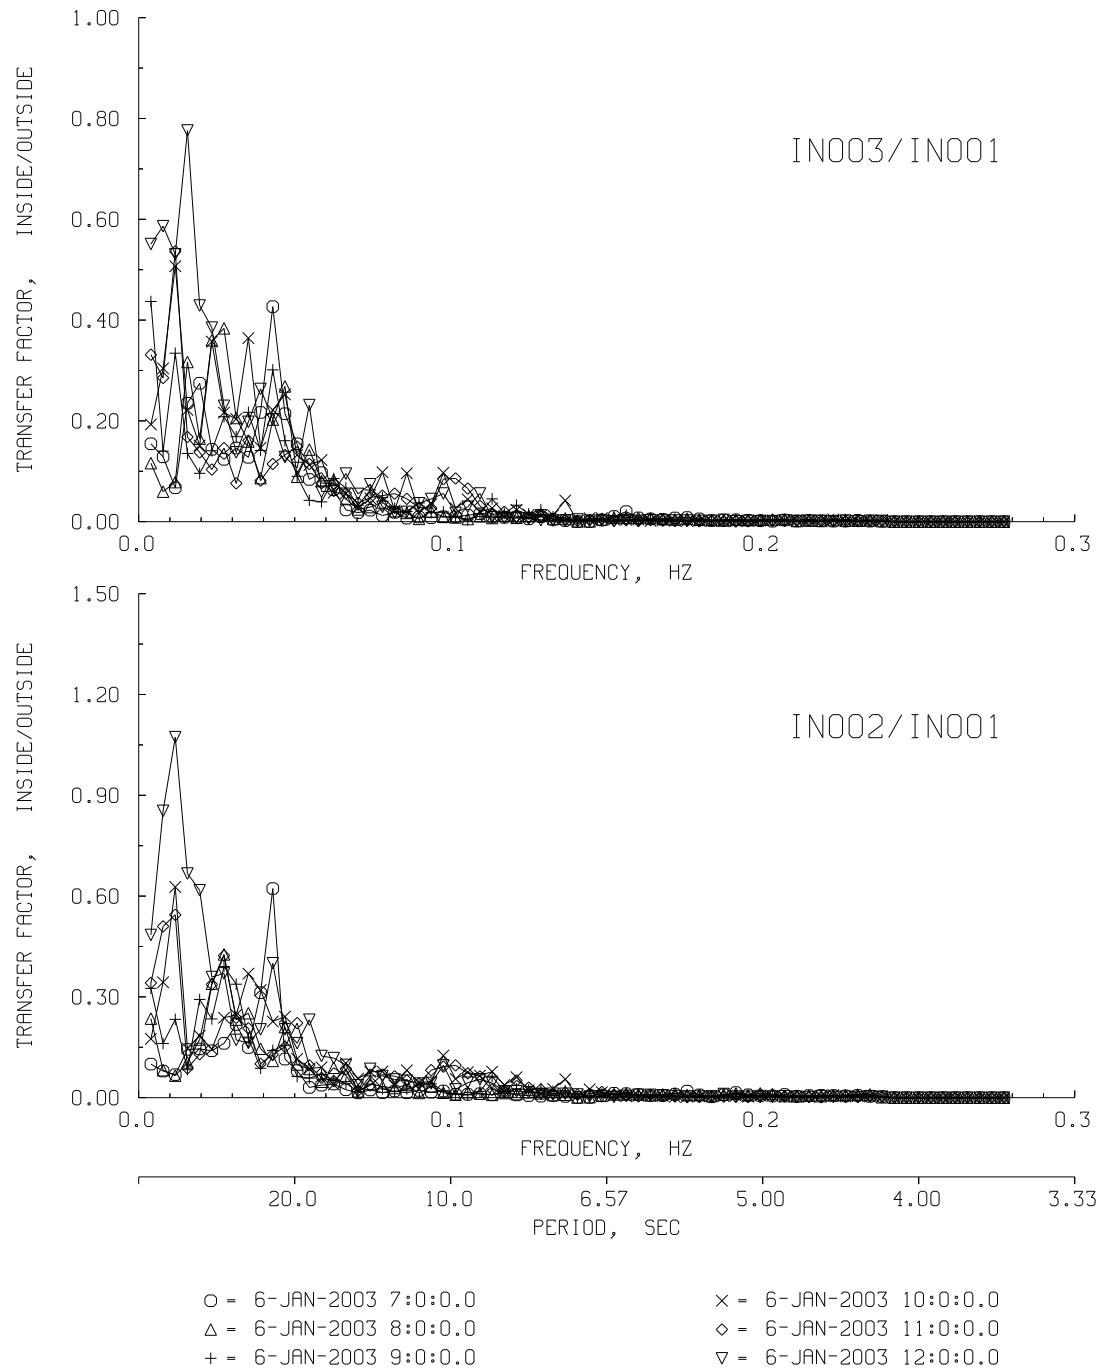 1.00
0.80
0.60
0.40
0.20
0.00
TRANSFER FACTOR, INSIDE/OUTSIDE
IN003/IN001
0.0 0.1 0.2 0.3
FREQUENCY, HZ
1.50
1.20
0.90
0.60
0.30
0.00
TRANSFER FACTOR, INSIDE/OUTSIDE
IN002/IN001
0.0 0.1 0.2 0.3
FREQUENCY, HZ
20.0 10.0 6.57 5.00 4.00 3.33
PERIOD, SEC
= 6-JAN-2003 7:0:0.0
= 6-JAN-2003 8:0:0.0
= 6-JAN-2003 9:0:0.0
= 6-JAN-2003 10:0:0.0
= 6-JAN-2003 11:0:0.0
= 6-JAN-2003 12:0:0.0